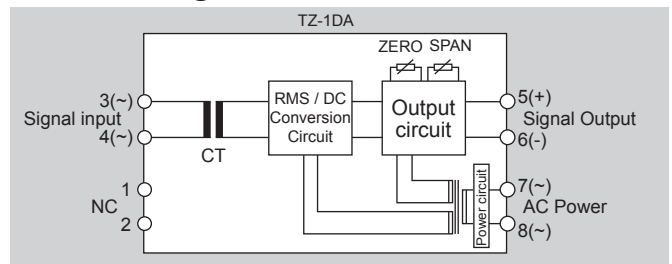 TZ-1DA
ZERO SPAN
3(~)
Signal input
4(~)
CT
RMS / DC
Conversion
Circuit
Output
circuit
5(+)
Signal Output
6(-)
1
NC
2
Power circuit
7(~)
AC Power
8(~)